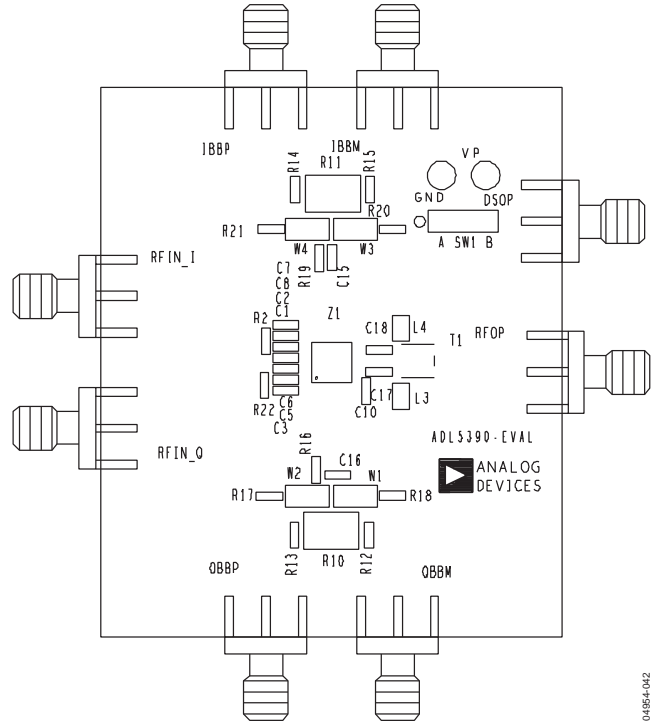 IBBP
IBBM
R14
R11
R15
VP
GND
DSOP
R21
R20
A SW1 B
W4
W3
RFIN_I
C7
C8
C2
C1
R19
C15
R2
Z1
C18
L4
T1
RFOP
R22
C6
C5
C3
C17
C10
L3
ADL5390-EVAL
RFIN_Q
R16
C16
ANALOG
DEVICES
W2
W1
R17
R18
R13
R10
R12
QBBP
QBBM
04954-042